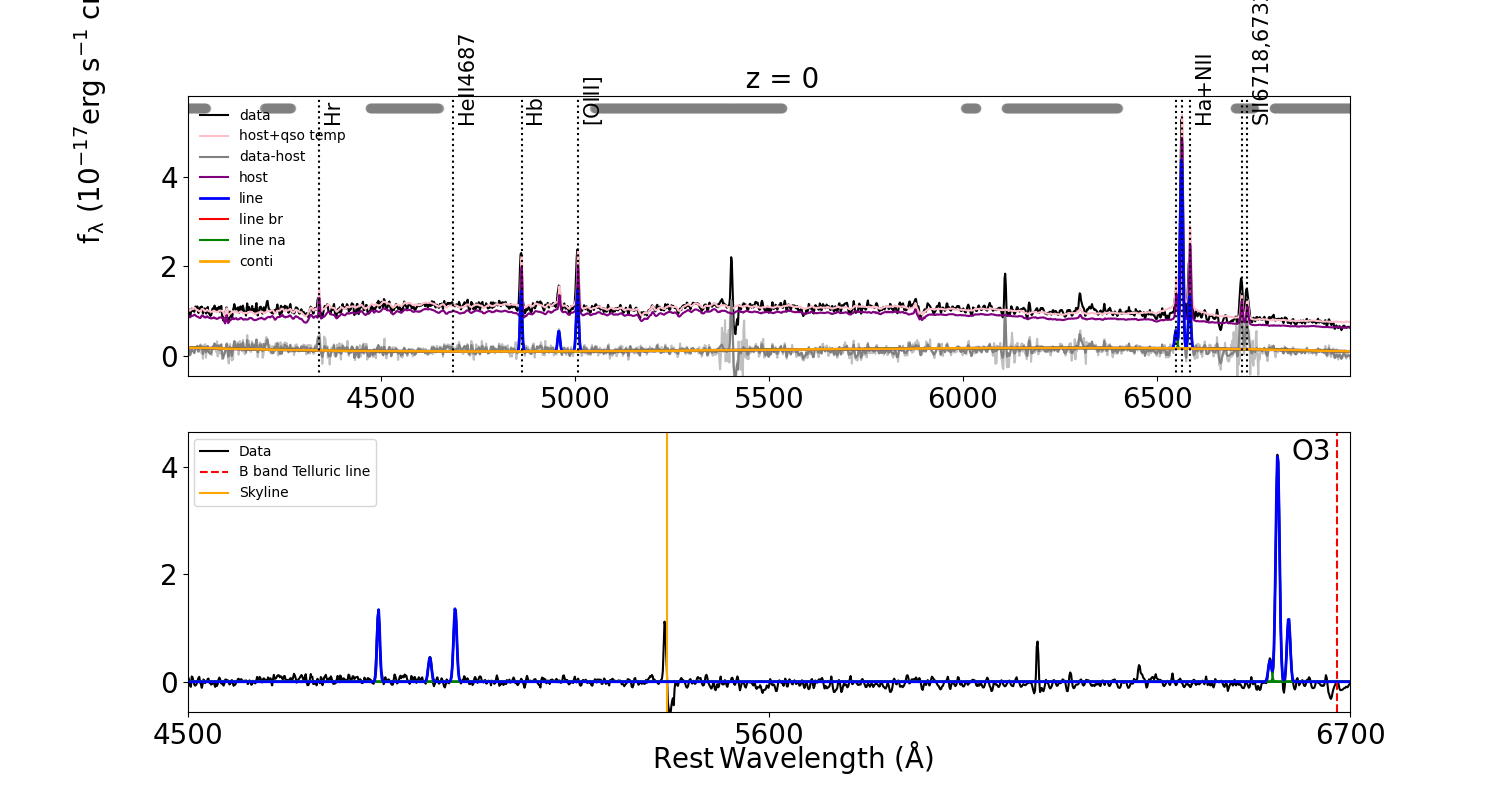 z = 0
f_λ (10^−17 erg s^−1
Hr
HeII4687
Hb
[OIII]
Ha+NII
data
host+qso temp
data-host
host
line
line br
line na
conti
4
2
0
4500
5000
5500
6000
6500
Data
B band Telluric line
Skyline
O3
4
2
0
4500
5600
6700
Rest Wavelength (Å)